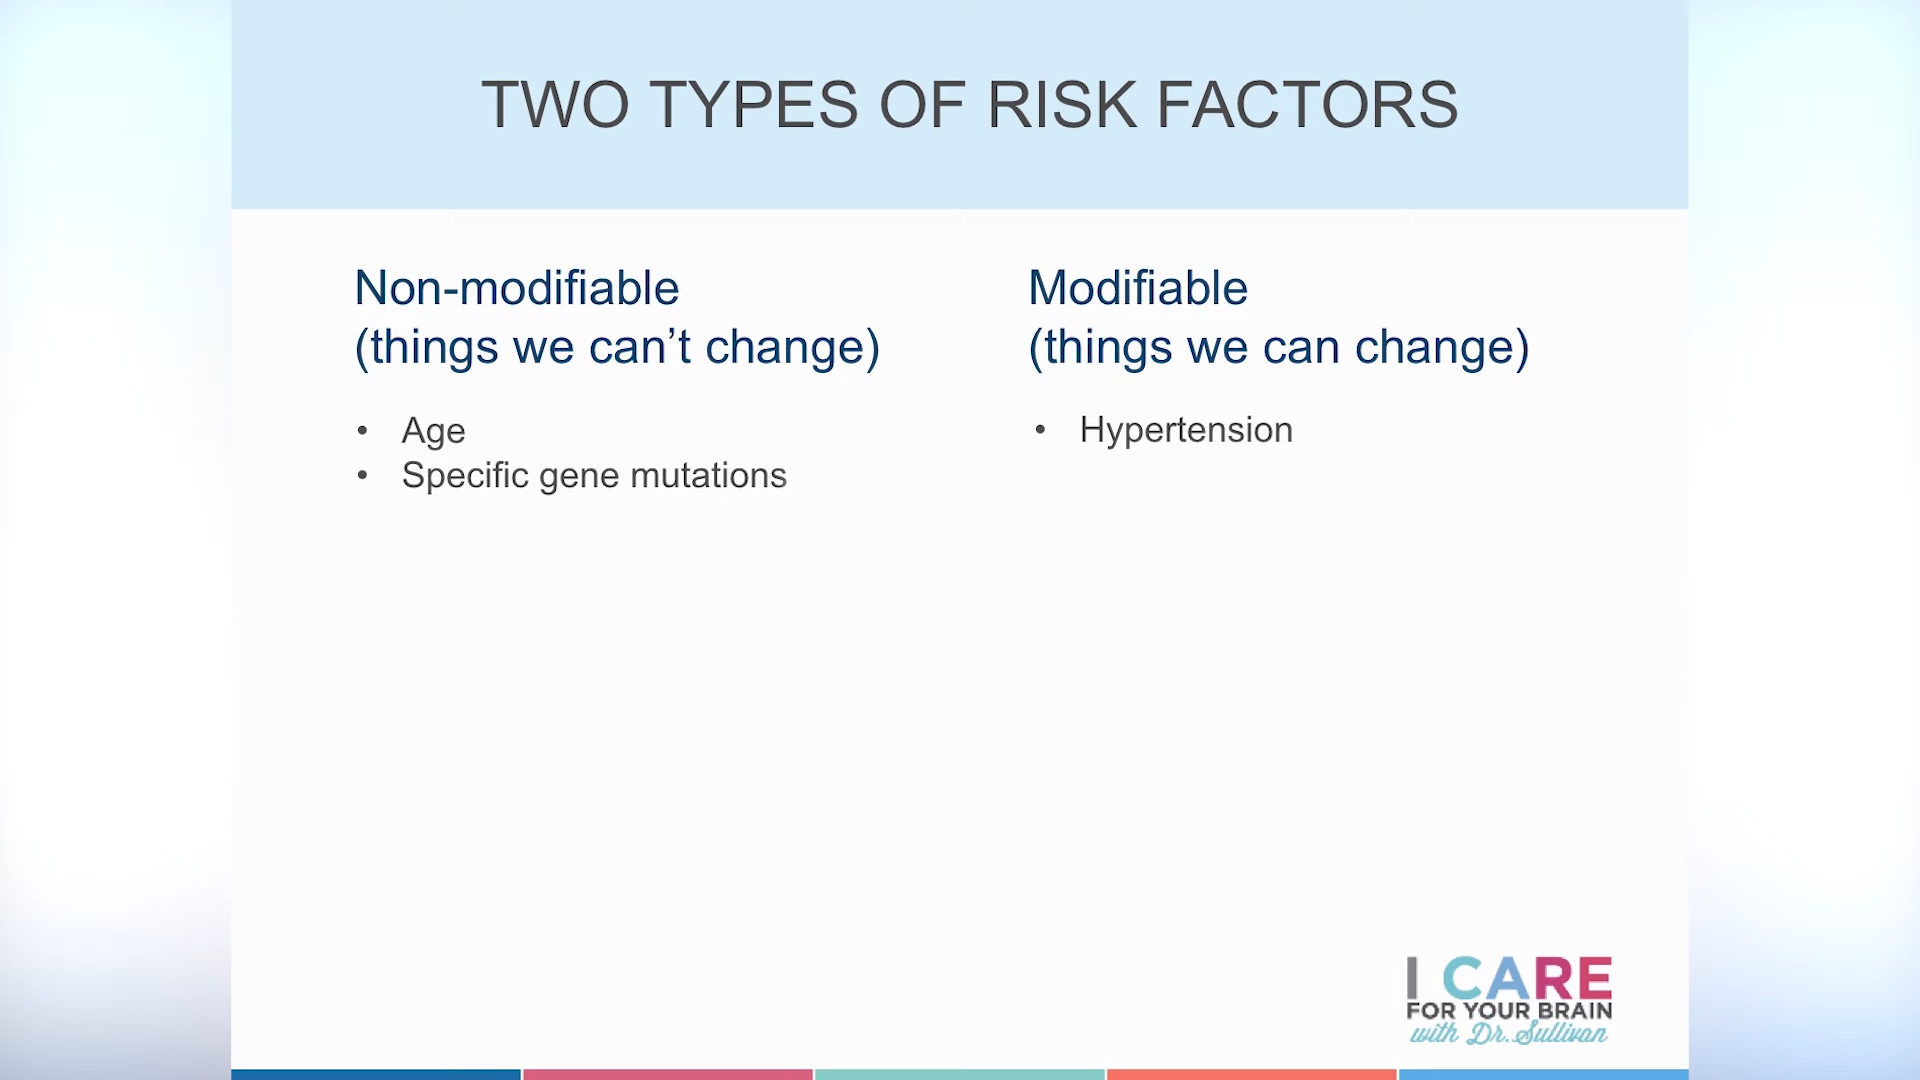 TWO TYPES OF RISK FACTORS
Non-modifiable
(things we can’t change)
• Age
• Specific gene mutations
Modifiable
(things we can change)
• Hypertension
I CARE
FOR YOUR BRAIN
with Dr. Sullivan